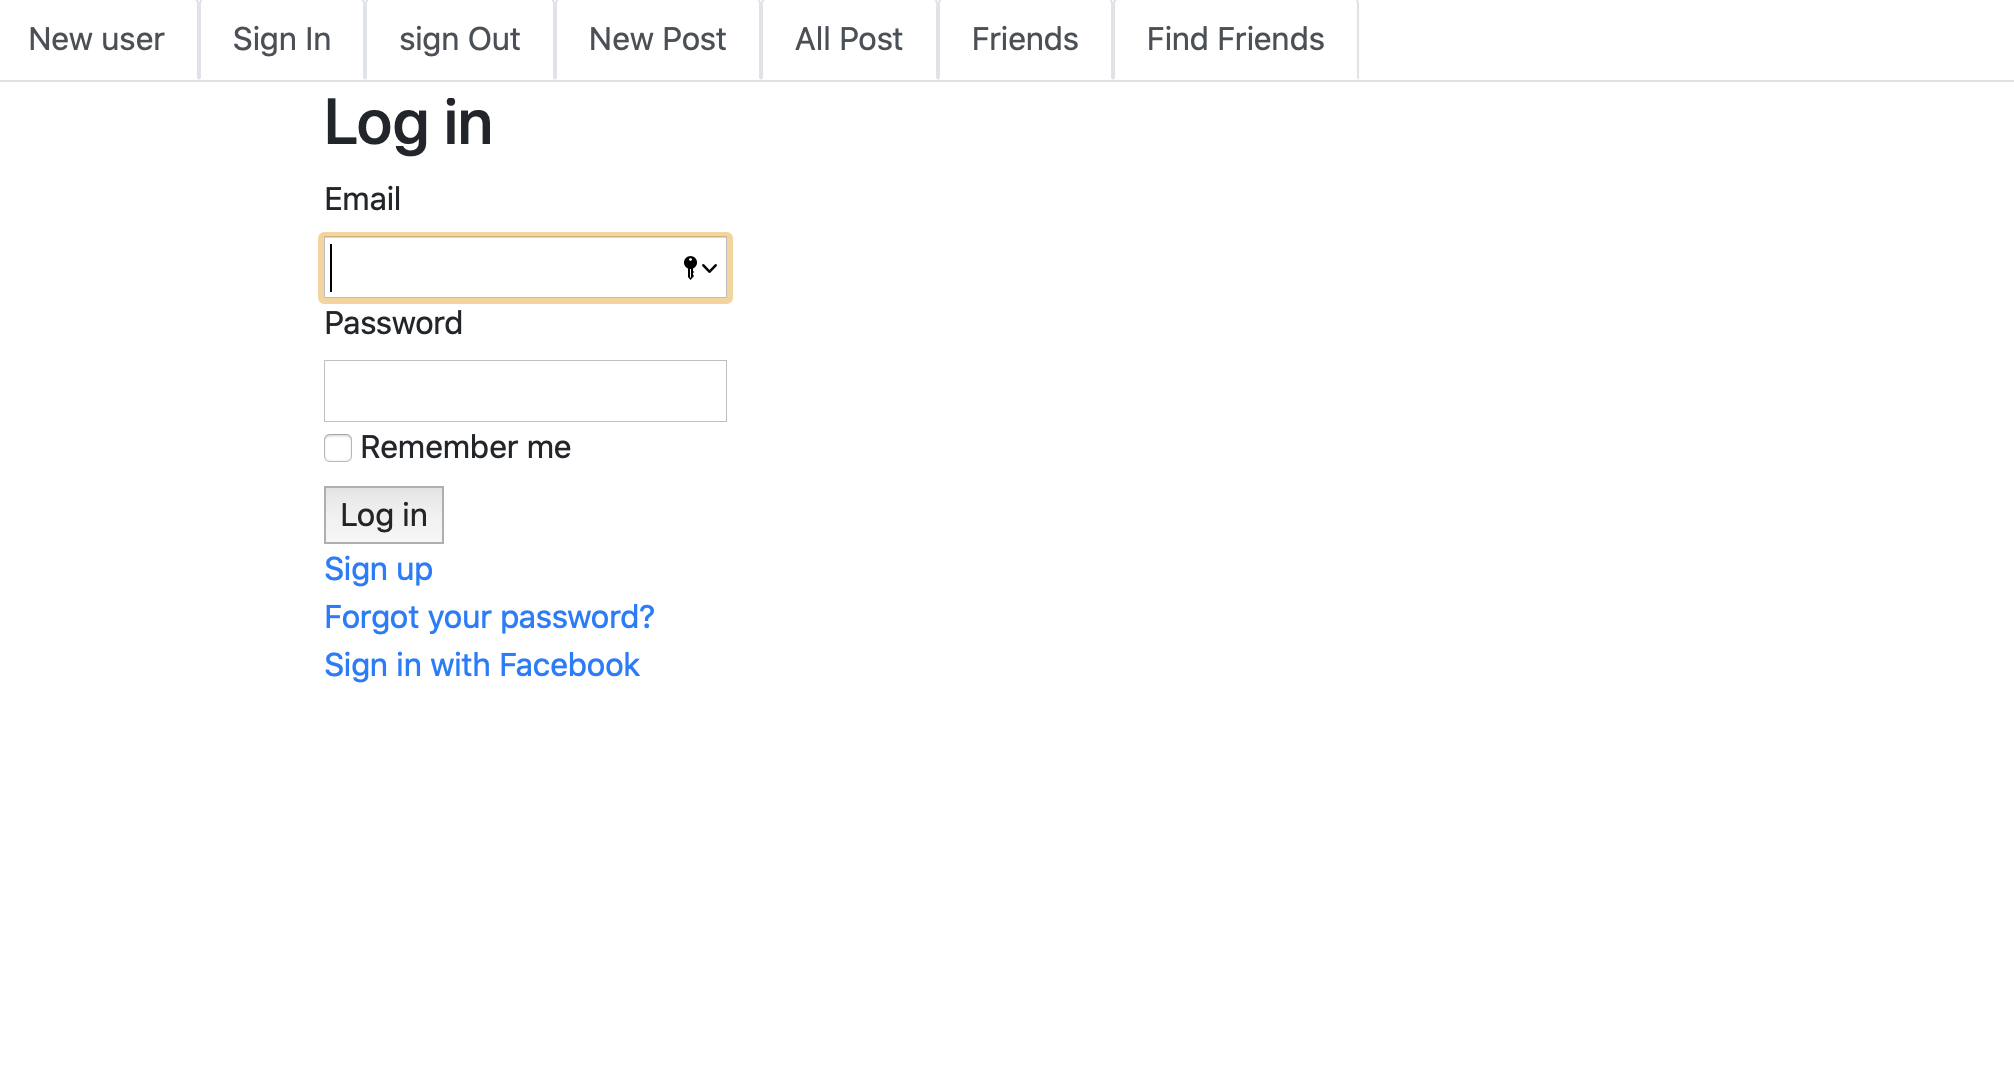 New user Sign In sign Out New Post All Post Friends Find Friends
Log in
Email
Password
Remember me
Log in
Sign up
Forgot your password?
Sign in with Facebook